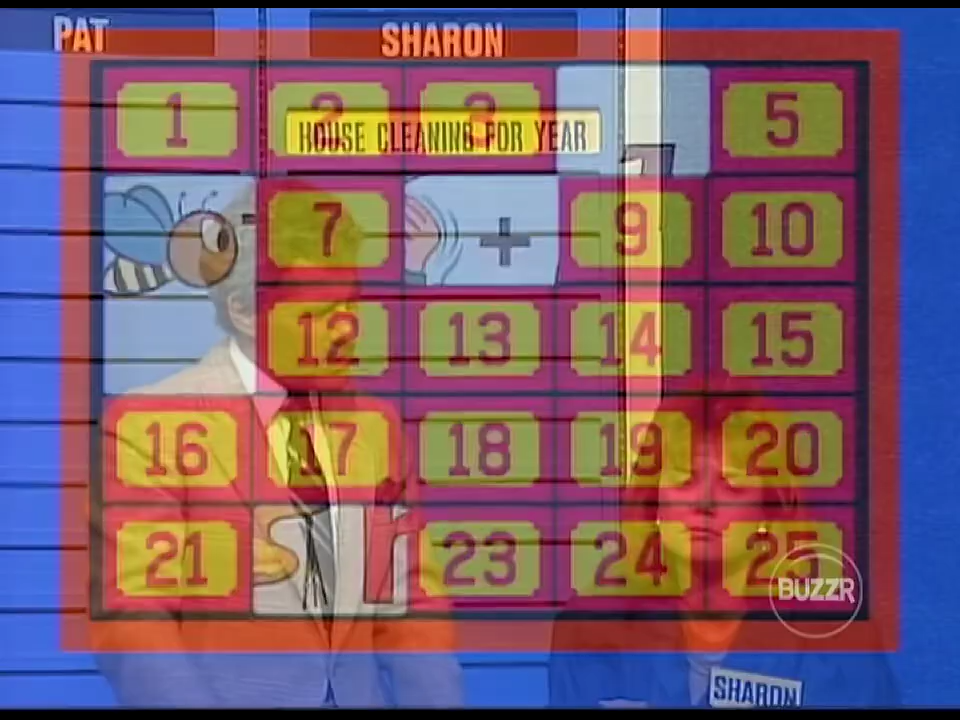 PAT SHARON
1 2 3 5
HOUSE CLEANING FOR YEAR
7 + 9 10
12 13 14 15
16 17 18 19 20
21 23 24 25
BUZZR
SHARON